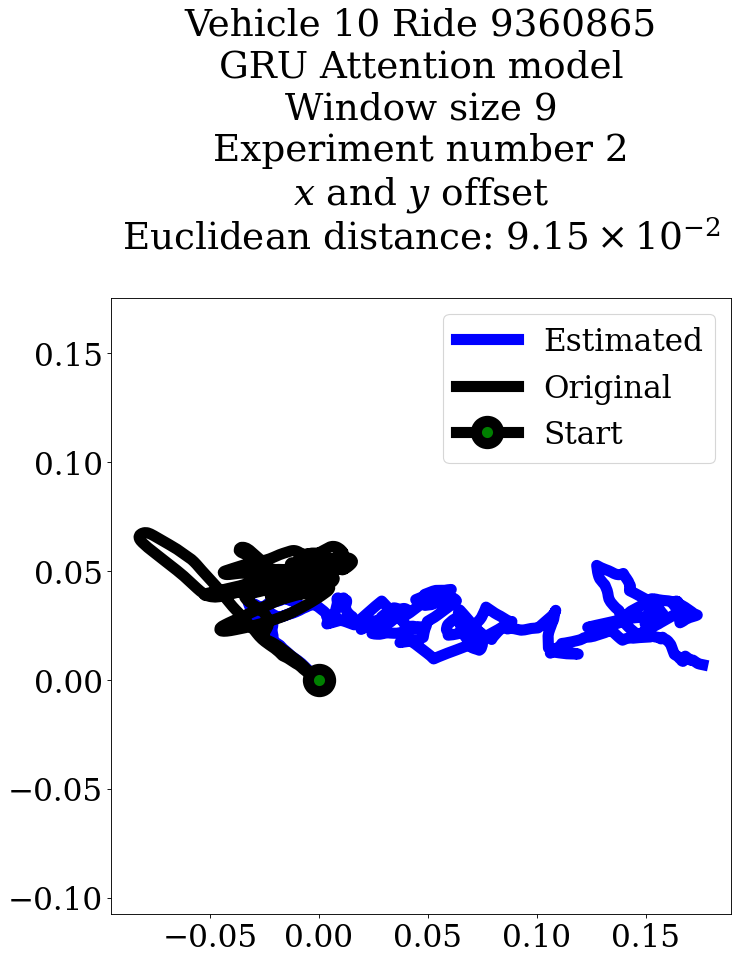 Vehicle 10 Ride 9360865
GRU Attention model
Window size 9
Experiment number 2
x and y offset
Euclidean distance: 9.15 × 10⁻²
Estimated
Original
Start
0.15
0.10
0.05
0.00
−0.05
−0.10
−0.05 0.00 0.05 0.10 0.15